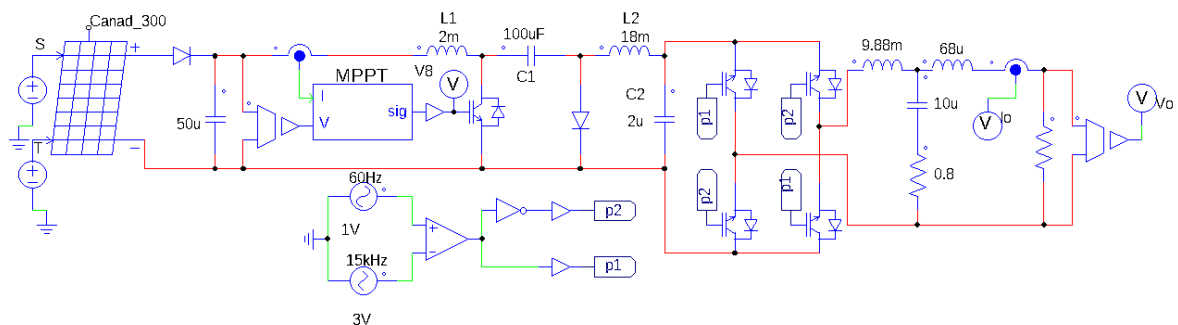 Canad_300
S
+
T
−
50u
MPPT
I
V
sig
V8
V
L1
2m
100uF
C1
L2
18m
C2
2u
p1
p2
p2
p1
9.88m
68u
10u
0.8
V
Io
V
Vo
60Hz
1V
15kHz
3V
+
−
p2
p1